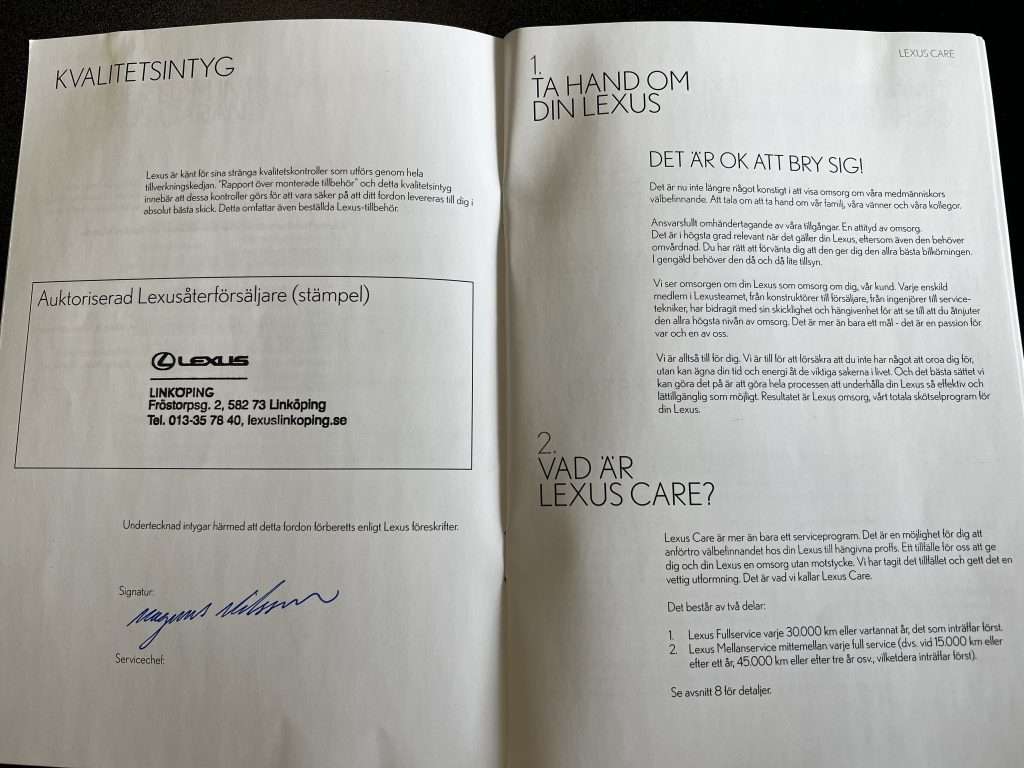 KVALITETSINTYG
Lexus är känt för sina stränga kvalitetskontroller som utförs genom hela
tillverkningskedjan. "Rapport över monterade tillbehör" och detta kvalitetsintyg
innebär att dessa kontroller görs för att vara säker på att ditt fordon levereras till dig i
absolut bästa skick. Detta omfattar även beställda Lexus-tillbehör.
Auktoriserad Lexusåterförsäljare (stämpel)
LEXUS
LINKÖPING
Fröstorpsg. 2, 582 73 Linköping
Tel. 013-35 78 40, lexuslinkoping.se
Undertecknad intygar härmed att detta fordon förberetts enligt Lexus föreskrifter.
Signatur:
Magnus Nilsson
Servicechef:
LEXUS CARE
1.
TA HAND OM
DIN LEXUS
DET ÄR OK ATT BRY SIG!
Det är nu inte längre något konstigt i att visa omsorg om våra medmänniskors
välbefinnande. Att tala om att ta hand om vår familj, våra vänner och våra kollegor.
Ansvarsfullt omhändertagande av våra tillgångar. En attityd av omsorg.
Det är i högsta grad relevant när det gäller din Lexus, eftersom även den behöver
omvårdnad. Du har rätt att förvänta dig att den ger dig den allra bästa bilkörningen.
I gengäld behöver den då och då lite tillsyn.
Vi ser omsorgen om din Lexus som omsorg om dig, vår kund. Varje enskild
medlem i Lexusteamet, från konstruktörer till försäljare, från ingenjörer till service-
tekniker, har bidragit med sin skicklighet och hängivenhet för att se till att du åtnjuter
den allra högsta nivån av omsorg. Det är mer än bara ett mål - det är en passion för
var och en av oss.
Vi är alltså till för dig. Vi är till för att försäkra att du inte har något att oroa dig för,
utan kan ägna din tid och energi åt de viktiga sakerna i livet. Och det bästa sättet vi
kan göra det på är att göra hela processen att underhålla din Lexus så effektiv och
lättillgänglig som möjligt. Resultatet är Lexus omsorg, vårt totala skötselprogram för
din Lexus.
2.
VAD ÄR
LEXUS CARE?
Lexus Care är mer än bara ett serviceprogram. Det är en möjlighet för dig att
anförtro välbefinnandet hos din Lexus till hängivna proffs. Ett tillfälle för oss att ge
dig och din Lexus en omsorg utan motstycke. Vi har tagit det tillfället och gett det en
vettig utformning. Det är vad vi kallar Lexus Care.
Det består av två delar:
1. Lexus Fullservice varje 30.000 km eller vartannat år, det som inträffar först.
2. Lexus Mellanservice mittemellan varje full service (dvs. vid 15.000 km eller
efter ett år, 45.000 km eller efter tre år osv., vilketdera inträffar först).
Se avsnitt 8 för detaljer.